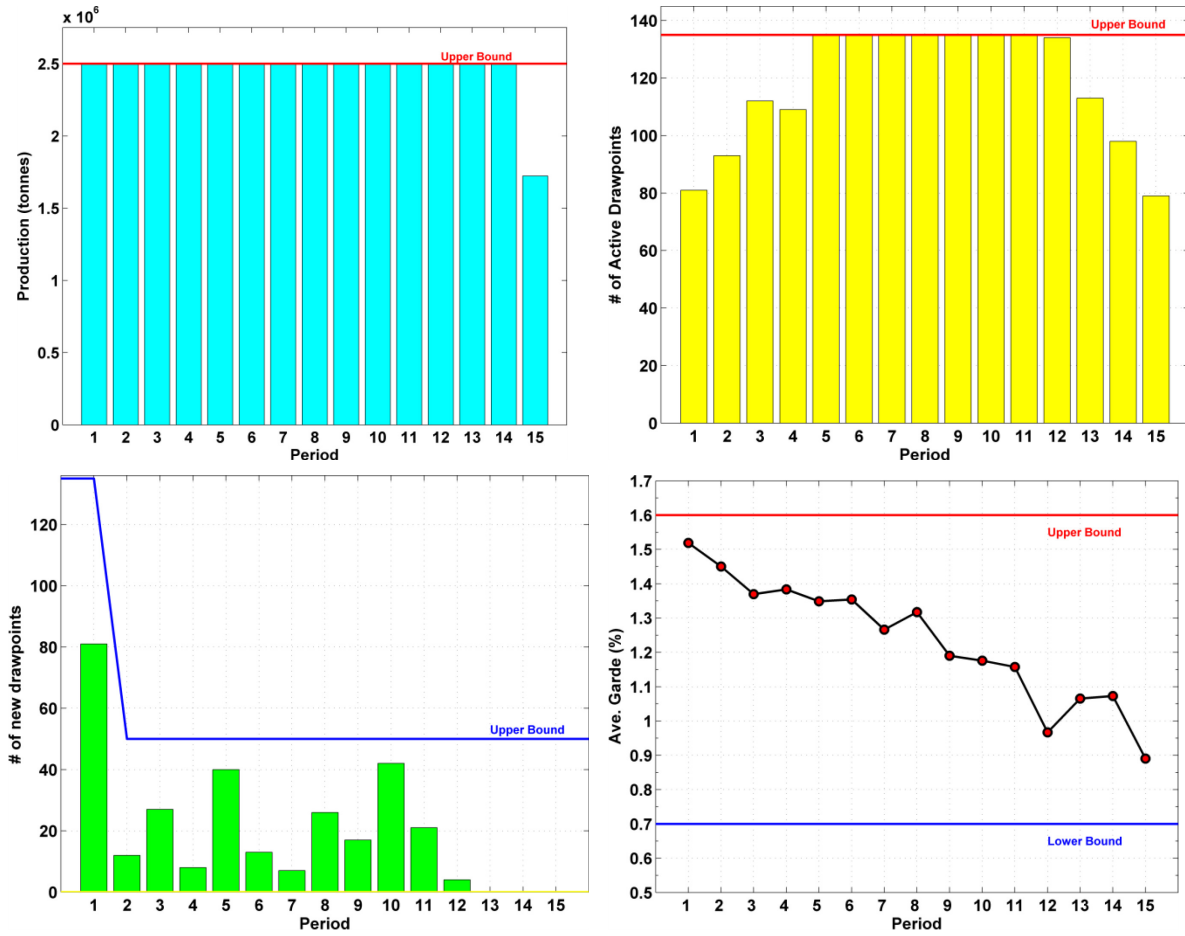 x 10⁶
Upper Bound
Production (tonnes)
2.5
2
1.5
1
0.5
0
1 2 3 4 5 6 7 8 9 10 11 12 13 14 15
Period
Upper Bound
# of Active Drawpoints
140
120
100
80
60
40
20
0
1 2 3 4 5 6 7 8 9 10 11 12 13 14 15
Period
# of new drawpoints
120
100
80
60
40
20
0
Upper Bound
1 2 3 4 5 6 7 8 9 10 11 12 13 14 15
Period
Ave. Garde (%)
1.7
1.6
1.5
1.4
1.3
1.2
1.1
1
0.9
0.8
0.7
0.6
0.5
Upper Bound
Lower Bound
1 2 3 4 5 6 7 8 9 10 11 12 13 14 15
Period